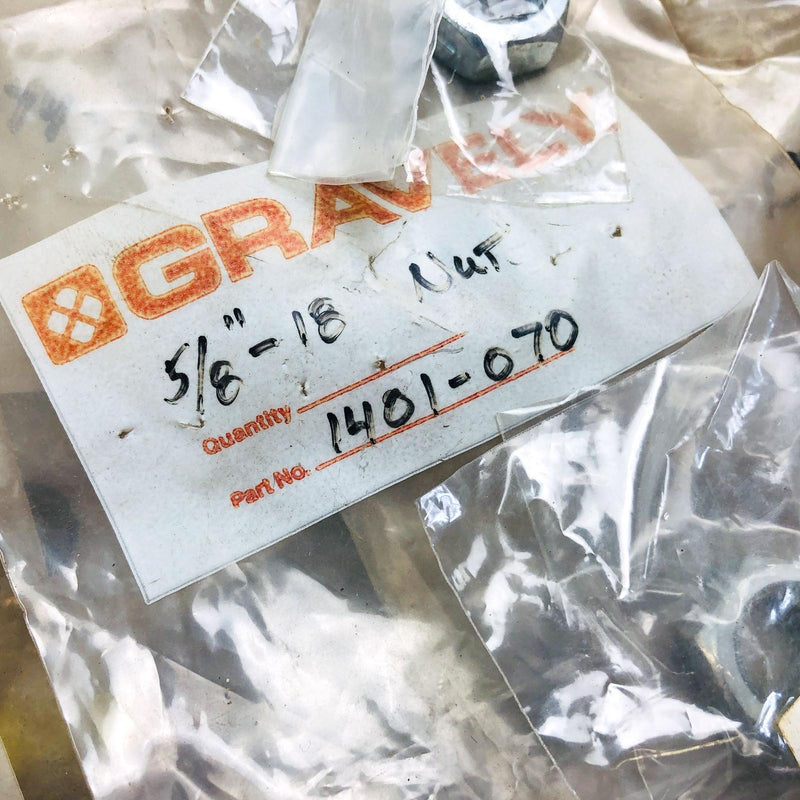 GRAVELY
5/8"-18 Nut
Quantity
Part No. 1401-070